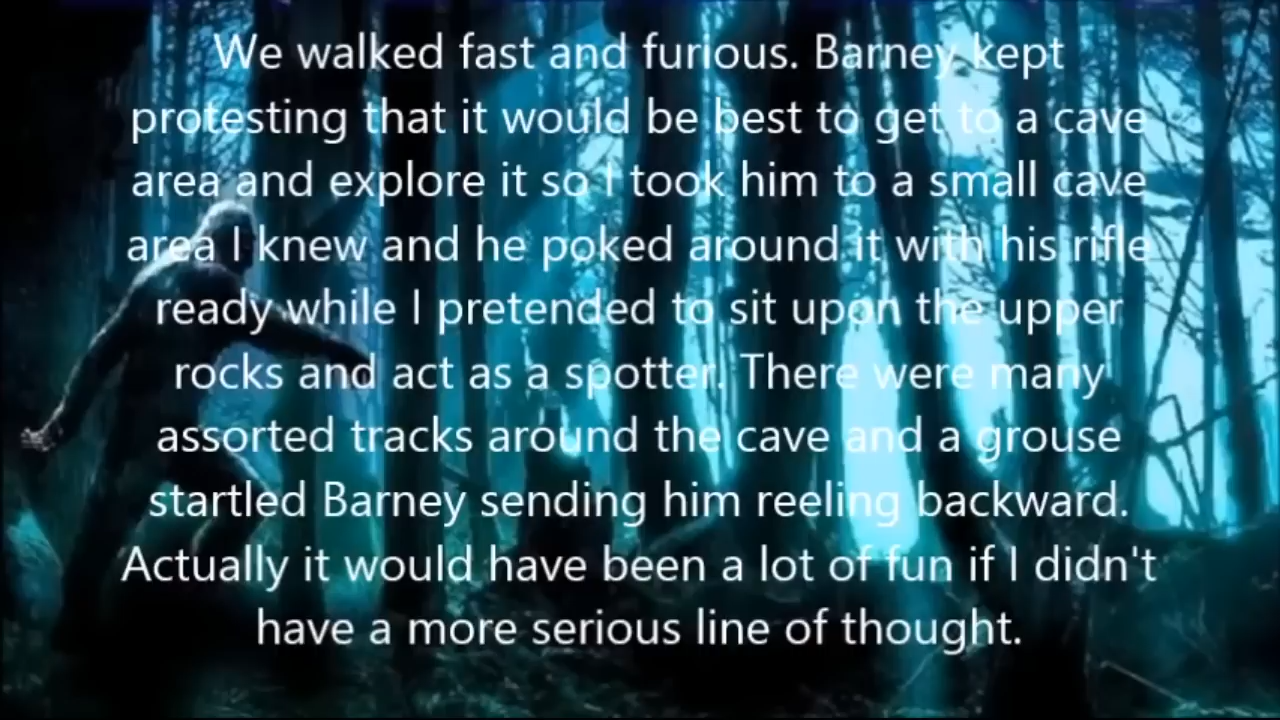 We walked fast and furious. Barney kept
protesting that it would be best to get to a cave
area and explore it so I took him to a small cave
area I knew and he poked around it with his rifle
ready while I pretended to sit upon the upper
rocks and act as a spotter. There were many
assorted tracks around the cave and a grouse
startled Barney sending him reeling backward.
Actually it would have been a lot of fun if I didn't
have a more serious line of thought.